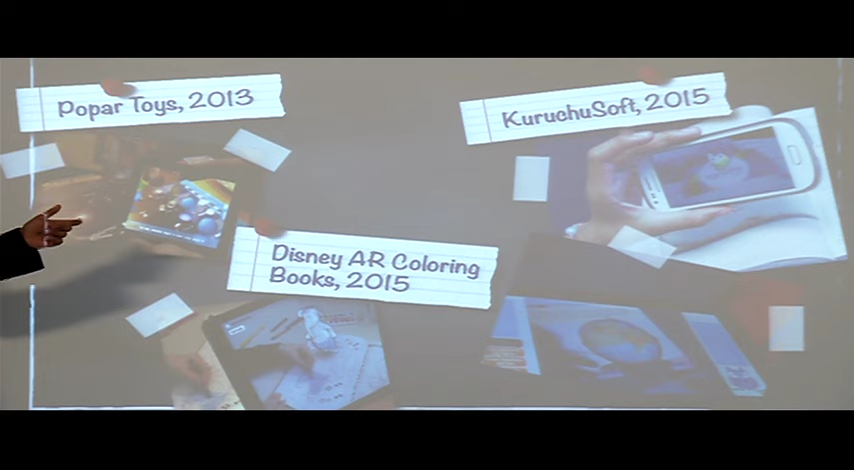 Popar Toys, 2013
KuruchuSoft, 2015
Disney AR Coloring
Books, 2015